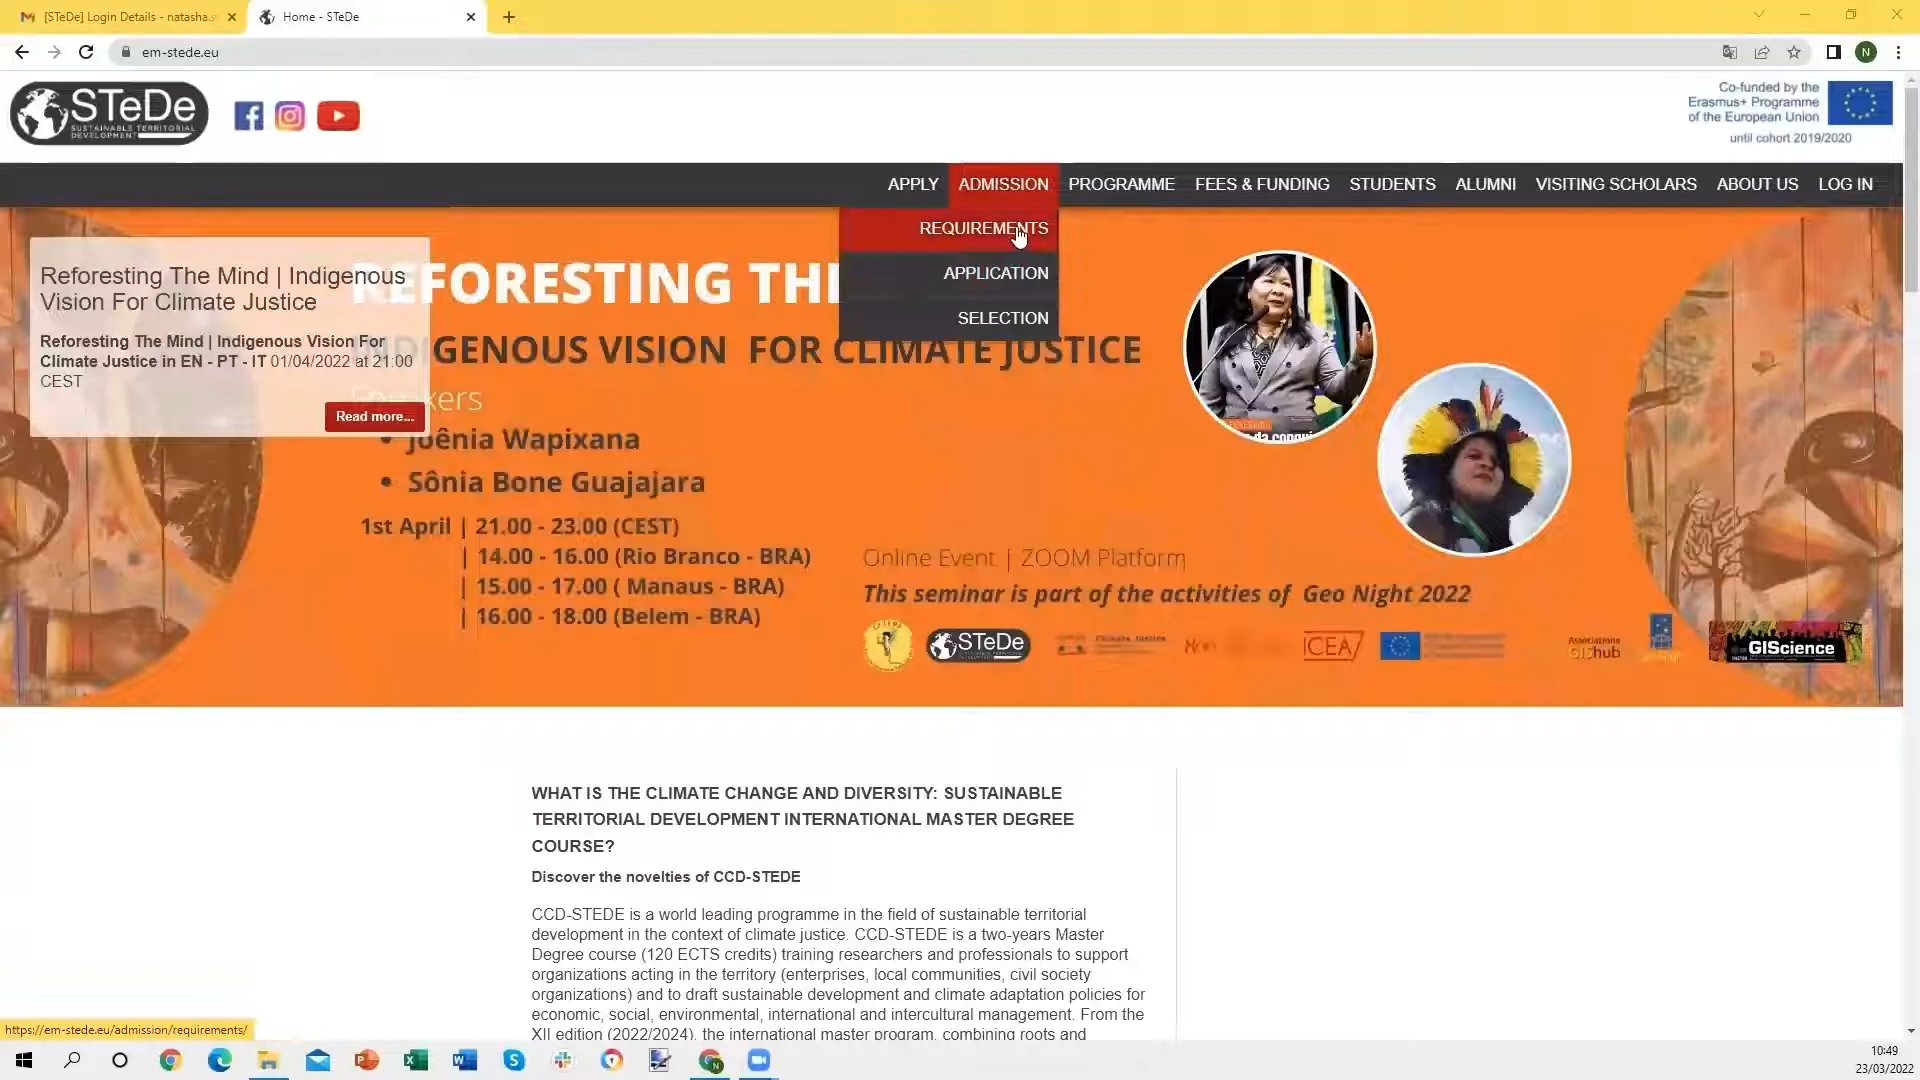 [STeDe] Login Details - natasha.s
Home - STeDe
em-stede.eu
N
STeDe
SUSTAINABLE TERRITORIAL
DEVELOPMENT
Co-funded by the
Erasmus+ Programme
of the European Union
until cohort 2019/2020
APPLY ADMISSION PROGRAMME FEES & FUNDING STUDENTS ALUMNI VISITING SCHOLARS ABOUT US LOG IN
REQUIREMENTS
APPLICATION
SELECTION
Reforesting The Mind | Indigenous
Vision For Climate Justice
Reforesting The Mind | Indigenous Vision For
Climate Justice in EN - PT - IT 01/04/2022 at 21:00
CEST
Read more...
REFORESTING THE
INDIGENOUS VISION FOR CLIMATE JUSTICE
• Joênia Wapixana
• Sônia Bone Guajajara
1st April | 21.00 - 23.00 (CEST)
| 14.00 - 16.00 (Rio Branco - BRA)
| 15.00 - 17.00 ( Manaus - BRA)
| 16.00 - 18.00 (Belem - BRA)
Online Event | ZOOM Platform
This seminar is part of the activities of Geo Night 2022
STeDe
Climate Justice
ICEA
Associazione
GIShub
GIScience
WHAT IS THE CLIMATE CHANGE AND DIVERSITY: SUSTAINABLE
TERRITORIAL DEVELOPMENT INTERNATIONAL MASTER DEGREE
COURSE?
Discover the novelties of CCD-STEDE
CCD-STEDE is a world leading programme in the field of sustainable territorial
development in the context of climate justice. CCD-STEDE is a two-years Master
Degree course (120 ECTS credits) training researchers and professionals to support
organizations acting in the territory (enterprises, local communities, civil society
organizations) and to draft sustainable development and climate adaptation policies for
economic, social, environmental, international and intercultural management. From the
XII edition (2022/2024), the international master program, combining roots and
https://em-stede.eu/admission/requirements/
10:49
23/03/2022